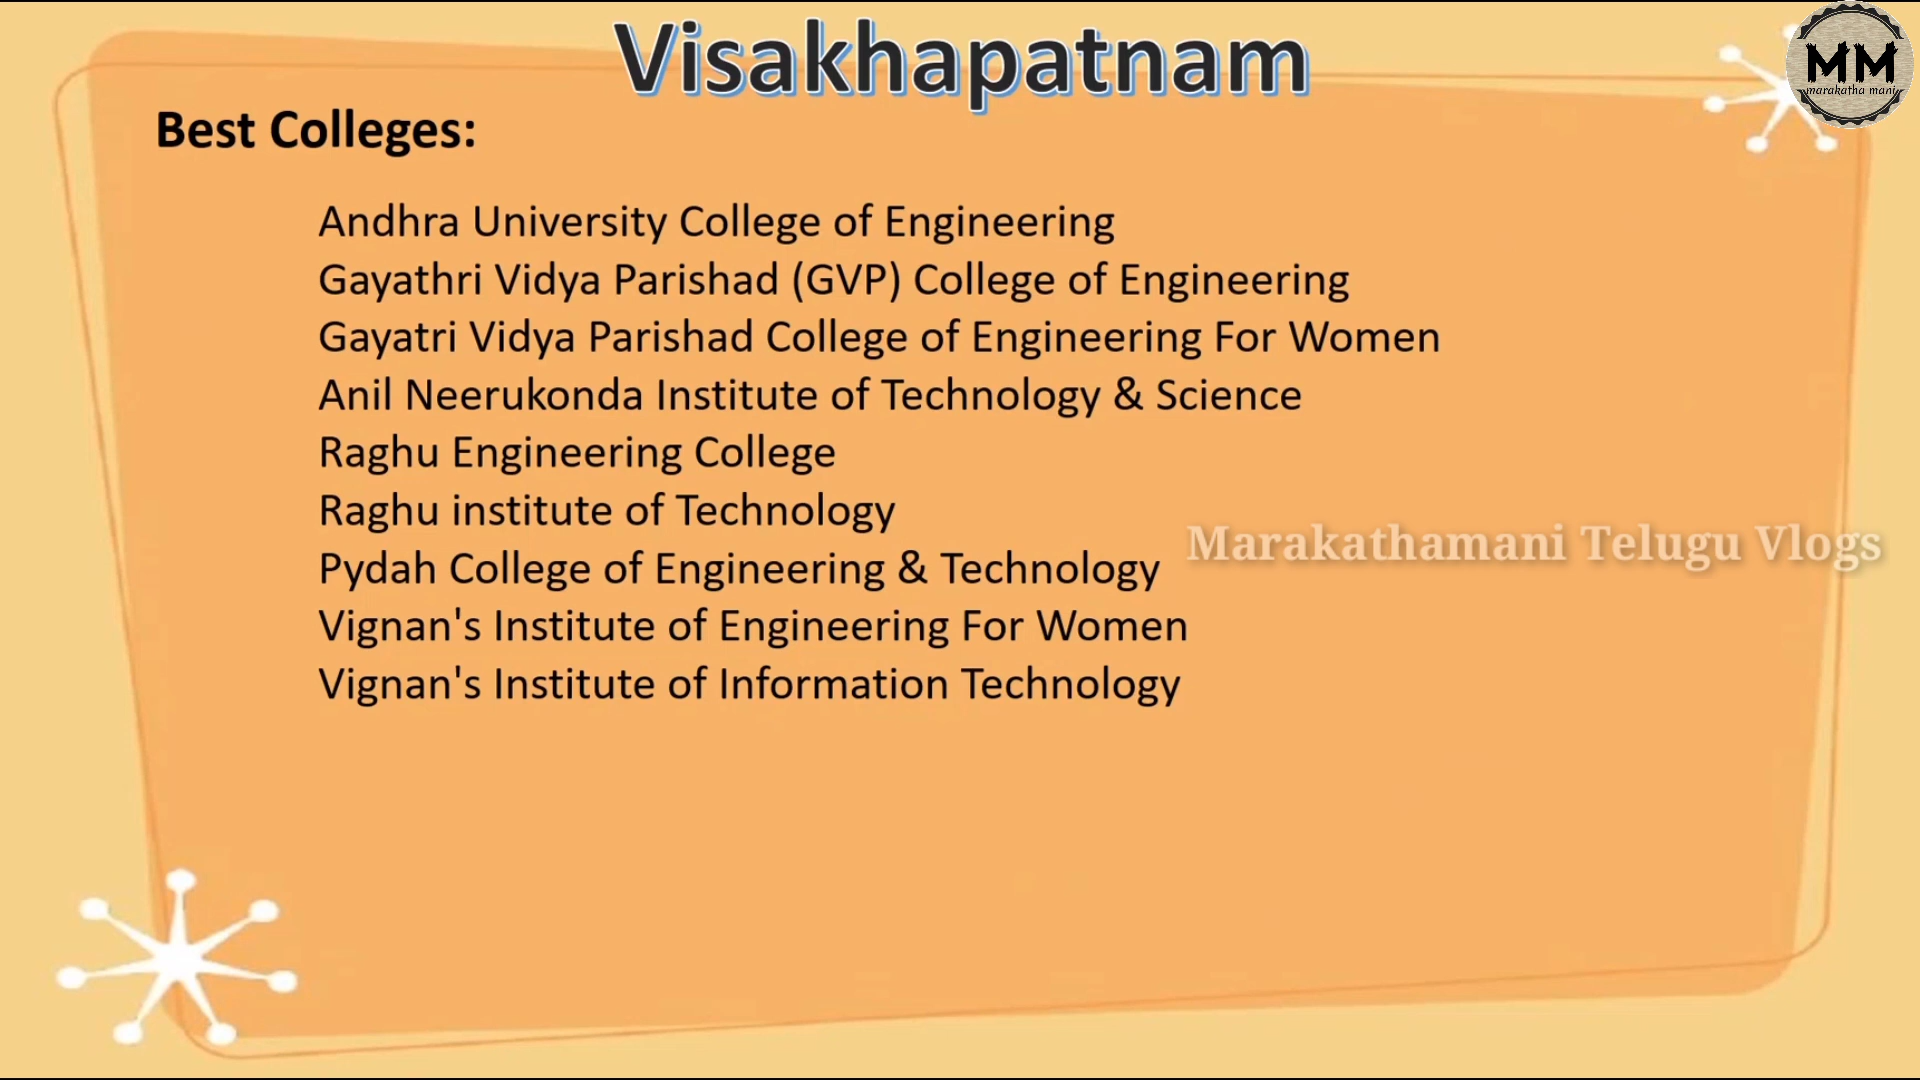 Visakhapatnam
MM
marakatha mani
Best Colleges:
Andhra University College of Engineering
Gayathri Vidya Parishad (GVP) College of Engineering
Gayatri Vidya Parishad College of Engineering For Women
Anil Neerukonda Institute of Technology & Science
Raghu Engineering College
Raghu institute of Technology
Marakathamani Telugu Vlogs
Pydah College of Engineering & Technology
Vignan's Institute of Engineering For Women
Vignan's Institute of Information Technology